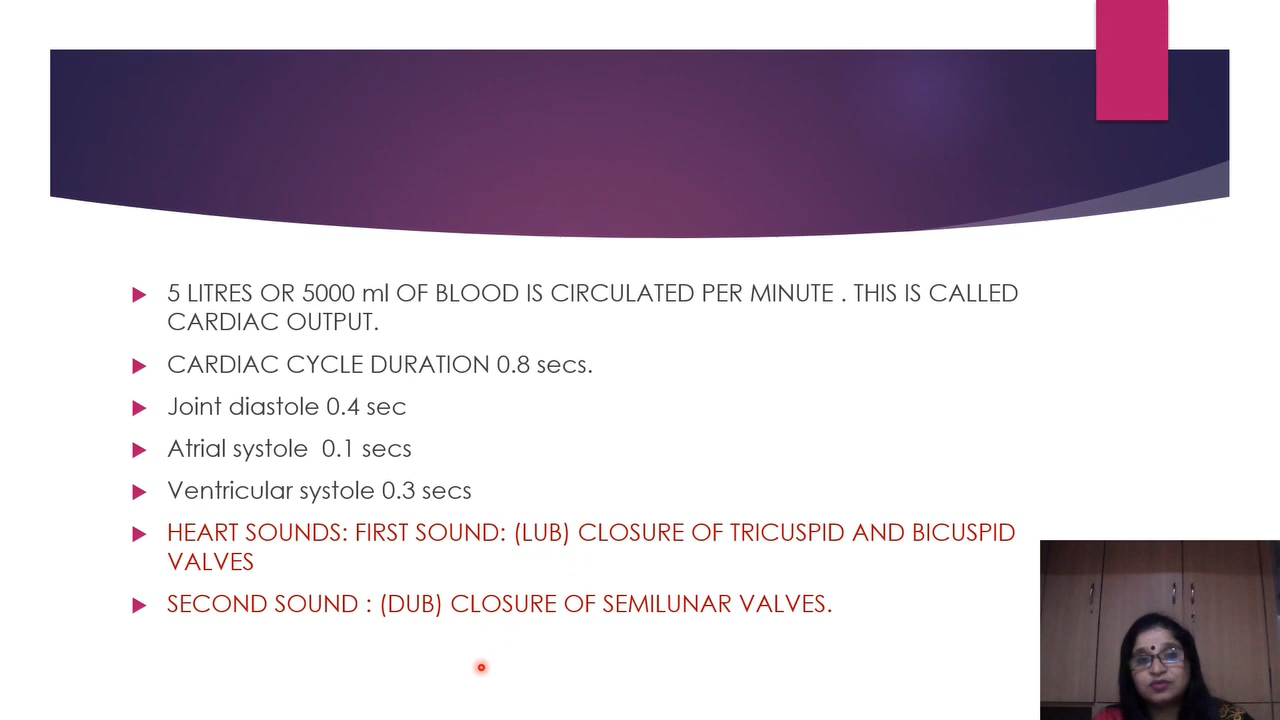 5 LITRES OR 5000 ml OF BLOOD IS CIRCULATED PER MINUTE . THIS IS CALLED
CARDIAC OUTPUT.
CARDIAC CYCLE DURATION 0.8 secs.
Joint diastole 0.4 sec
Atrial systole  0.1 secs
Ventricular systole 0.3 secs
HEART SOUNDS: FIRST SOUND: (LUB) CLOSURE OF TRICUSPID AND BICUSPID
VALVES
SECOND SOUND : (DUB) CLOSURE OF SEMILUNAR VALVES.